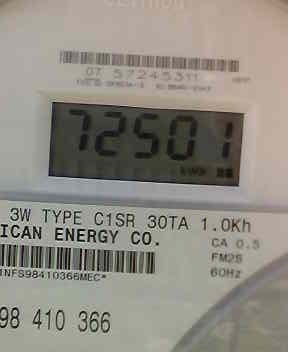 07 57245311
72501
3W TYPE C1SR 30TA 1.0Kh
ICAN ENERGY CO.
CA 0.5
FM2S
60Hz
1NFS98410366MEC*
98 410 366